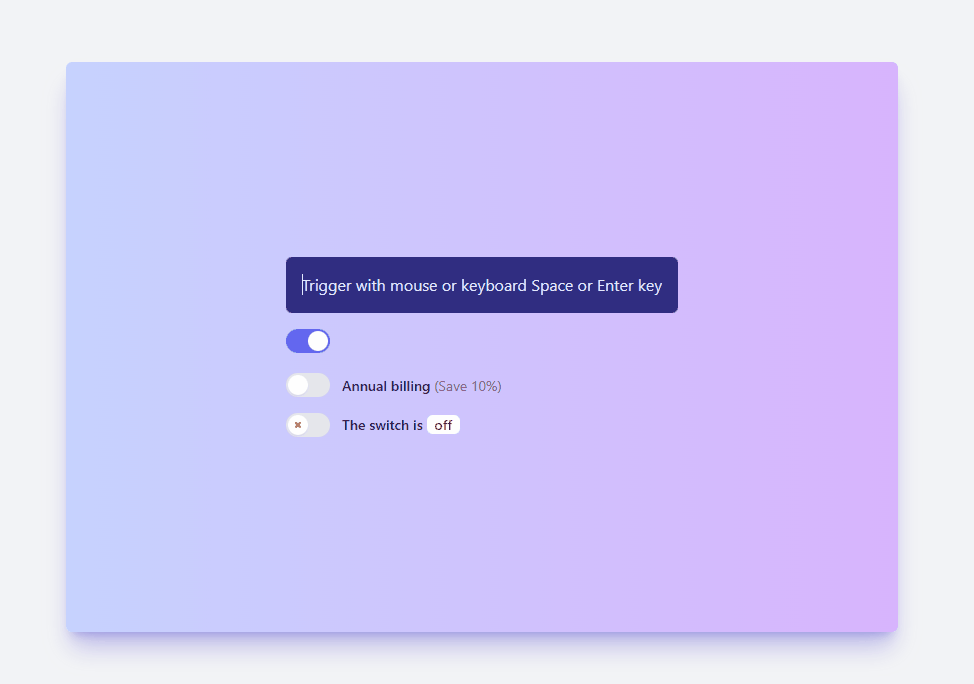 Trigger with mouse or keyboard Space or Enter key
Annual billing (Save 10%)
The switch is off